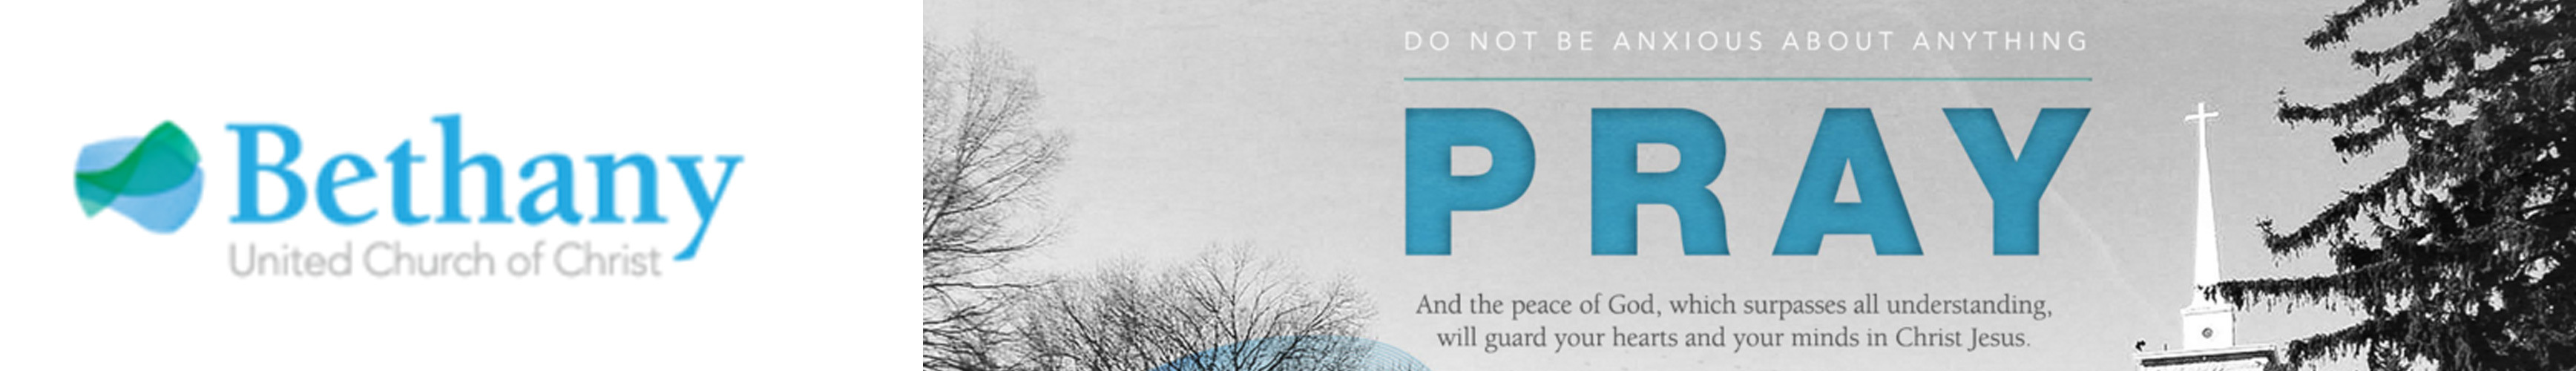 Bethany
United Church of Christ
DO NOT BE ANXIOUS ABOUT ANYTHING
PRAY
And the peace of God, which surpasses all understanding,
will guard your hearts and your minds in Christ Jesus.